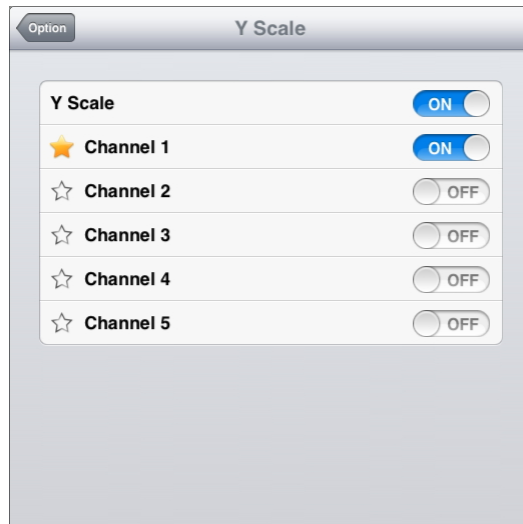 Option
Y Scale
Y Scale ON
Channel 1 ON
Channel 2 OFF
Channel 3 OFF
Channel 4 OFF
Channel 5 OFF